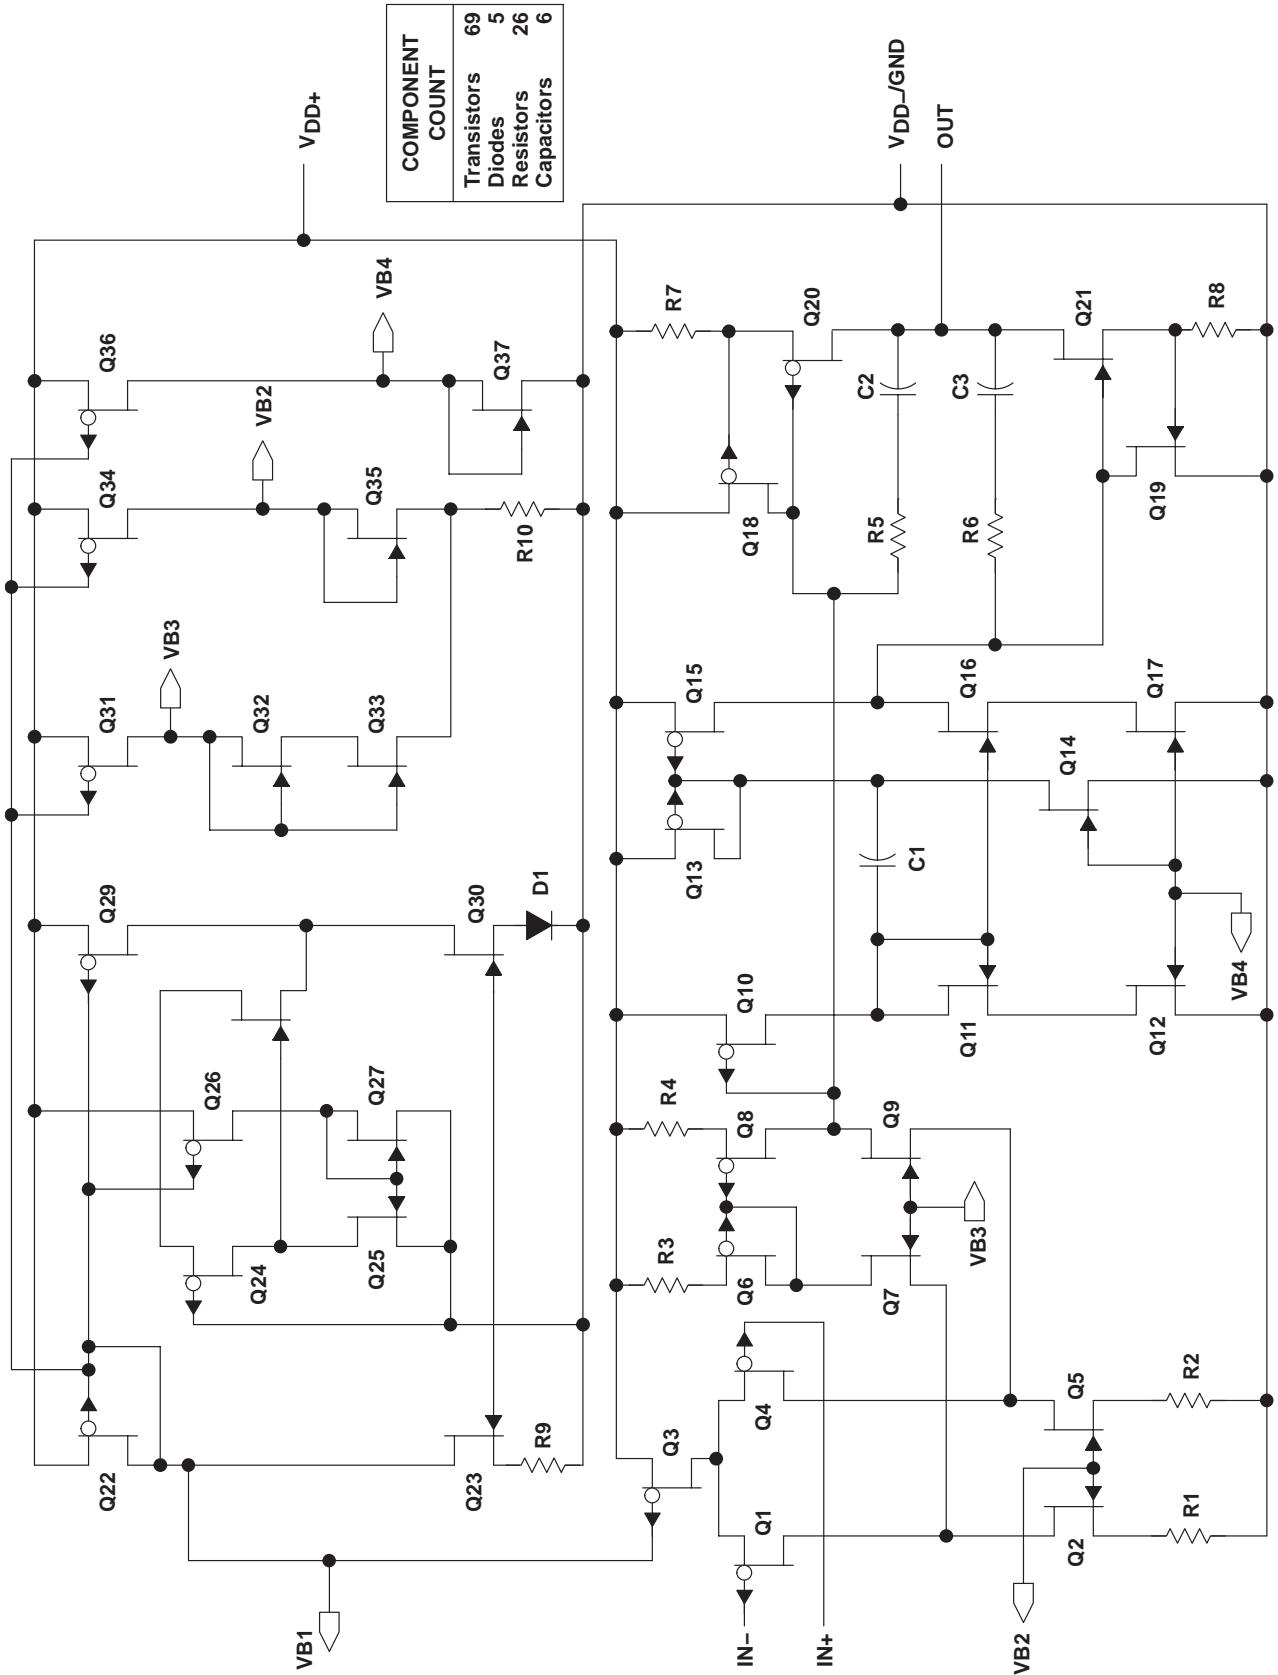 COMPONENT
COUNT
Transistors 69
Diodes 5
Resistors 26
Capacitors 6
VDD+
VDD–/GND
OUT
Q36
VB4
Q37
Q34
VB2
Q35
R10
Q31
VB3
Q32
Q33
Q29
Q30
D1
Q26
Q27
Q24
Q25
Q22
Q23
R9
VB1
R7
Q20
Q18
C2
R5
C3
R6
Q21
Q19
R8
Q15
Q16
Q17
Q13
Q14
C1
Q10
Q11
Q12
VB4
R4
Q8
Q9
R3
Q6
Q7
VB3
Q3
Q4
Q1
Q5
R2
Q2
R1
IN–
IN+
VB2